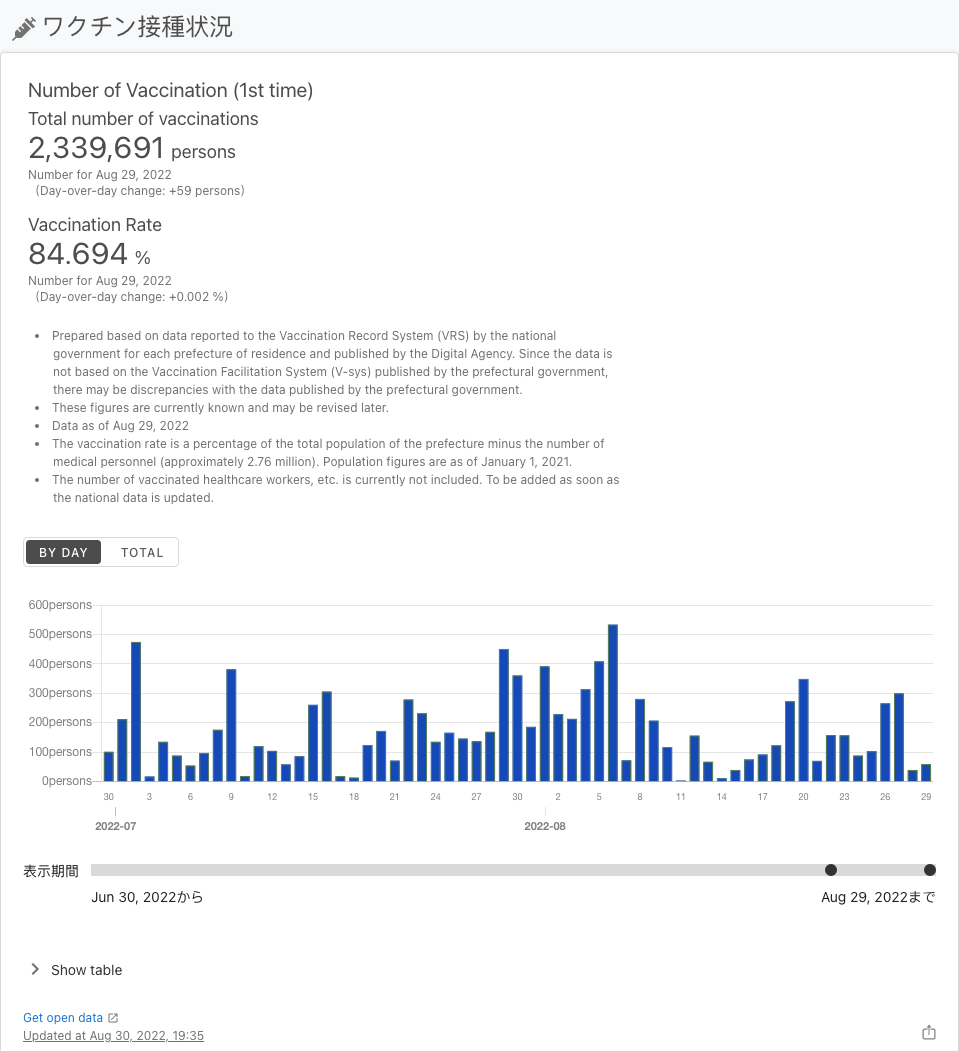 ワクチン接種状況
Number of Vaccination (1st time)
Total number of vaccinations
2,339,691 persons
Number for Aug 29, 2022
(Day-over-day change: +59 persons)
Vaccination Rate
84.694 %
Number for Aug 29, 2022
(Day-over-day change: +0.002 %)
• Prepared based on data reported to the Vaccination Record System (VRS) by the national
government for each prefecture of residence and published by the Digital Agency. Since the data is
not based on the Vaccination Facilitation System (V-sys) published by the prefectural government,
there may be discrepancies with the data published by the prefectural government.
• These figures are currently known and may be revised later.
• Data as of Aug 29, 2022
• The vaccination rate is a percentage of the total population of the prefecture minus the number of
medical personnel (approximately 2.76 million). Population figures are as of January 1, 2021.
• The number of vaccinated healthcare workers, etc. is currently not included. To be added as soon as
the national data is updated.
BY DAY TOTAL
600persons
500persons
400persons
300persons
200persons
100persons
0persons
30 3 6 9 12 15 18 21 24 27 30 2 5 8 11 14 17 20 23 26 29
2022-07 2022-08
表示期間
Jun 30, 2022から Aug 29, 2022まで
Show table
Get open data
Updated at Aug 30, 2022, 19:35